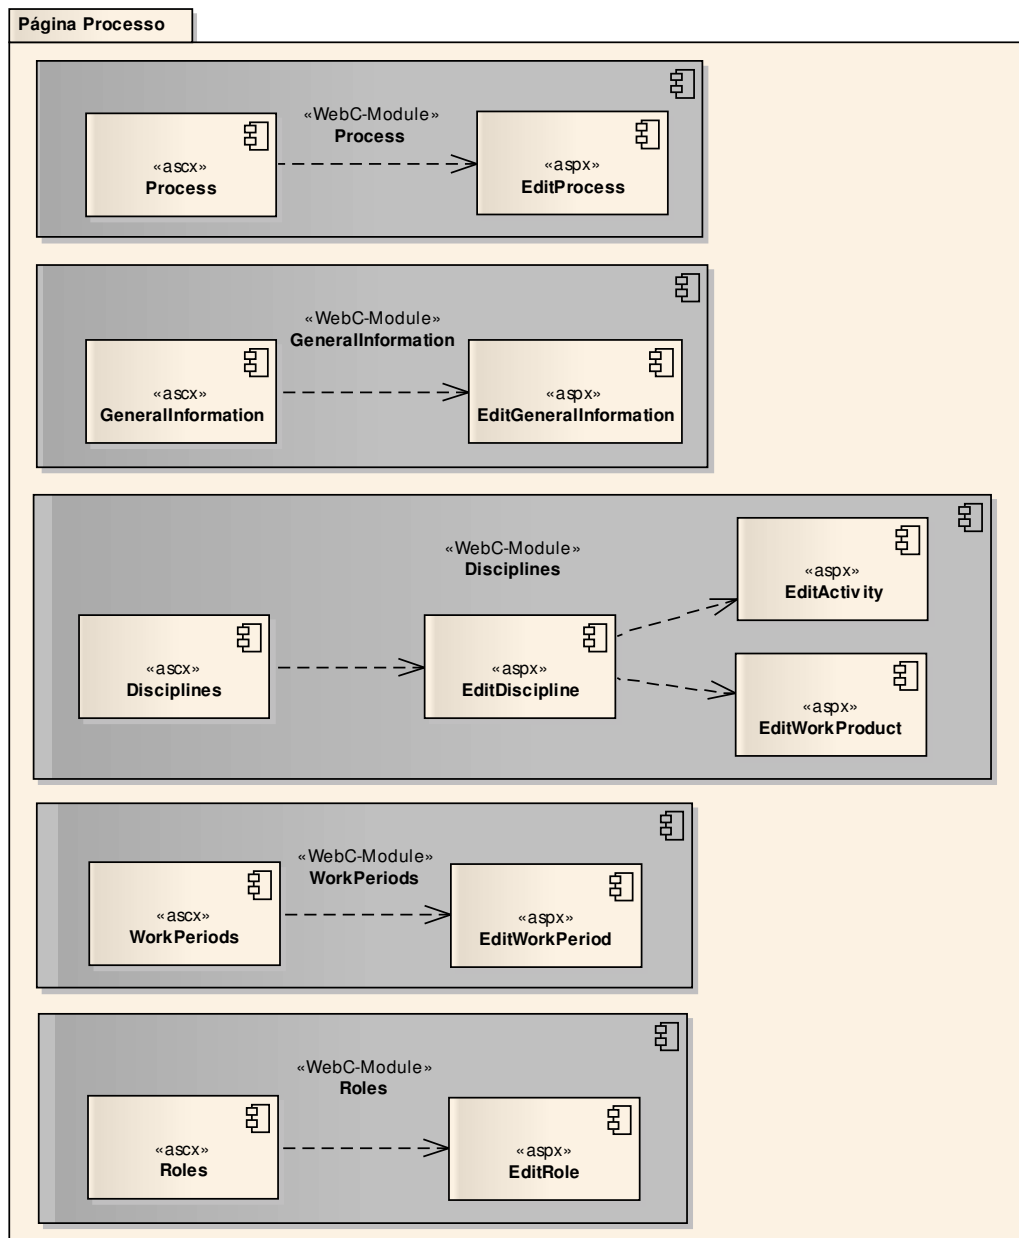 Página Processo
«WebC-Module»
Process
«ascx»
Process
«aspx»
EditProcess
«WebC-Module»
GeneralInformation
«ascx»
GeneralInformation
«aspx»
EditGeneralInformation
«WebC-Module»
Disciplines
«ascx»
Disciplines
«aspx»
EditDiscipline
«aspx»
EditActivity
«aspx»
EditWorkProduct
«WebC-Module»
WorkPeriods
«ascx»
WorkPeriods
«aspx»
EditWorkPeriod
«WebC-Module»
Roles
«ascx»
Roles
«aspx»
EditRole